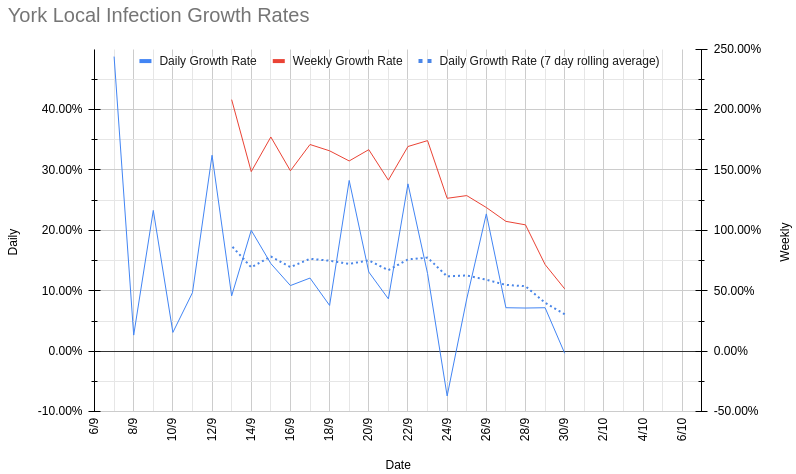 York Local Infection Growth Rates
Daily Growth Rate Weekly Growth Rate Daily Growth Rate (7 day rolling average)
250.00%
40.00% 200.00%
30.00% 150.00%
20.00% 100.00%
10.00% 50.00%
0.00% 0.00%
-10.00% -50.00%
Daily
Weekly
6/9 8/9 10/9 12/9 14/9 16/9 18/9 20/9 22/9 24/9 26/9 28/9 30/9 2/10 4/10 6/10
Date